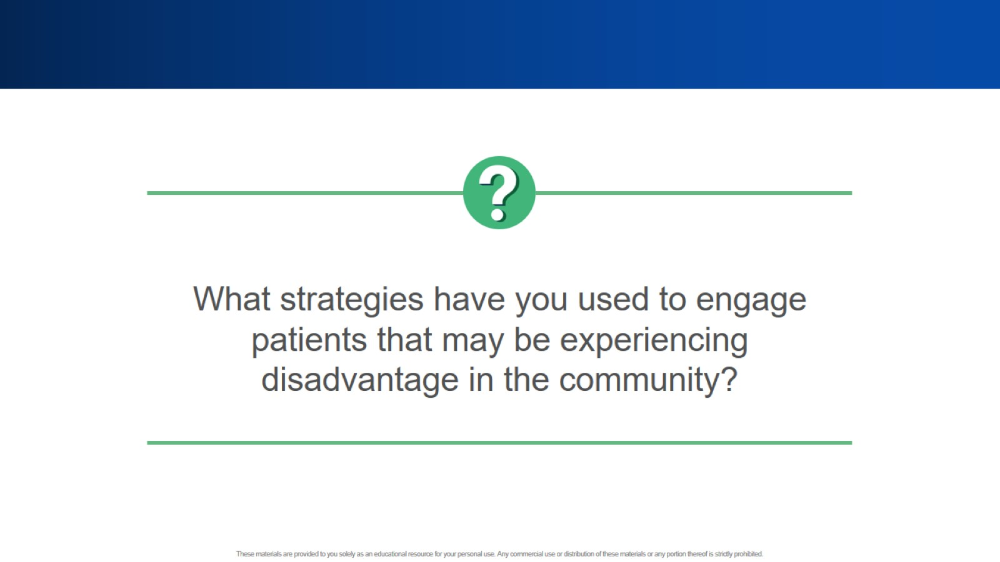 ?
What strategies have you used to engage
patients that may be experiencing
disadvantage in the community?
These materials are provided to you solely as an educational resource for your personal use. Any commercial use or distribution of these materials or any portion thereof is strictly prohibited.